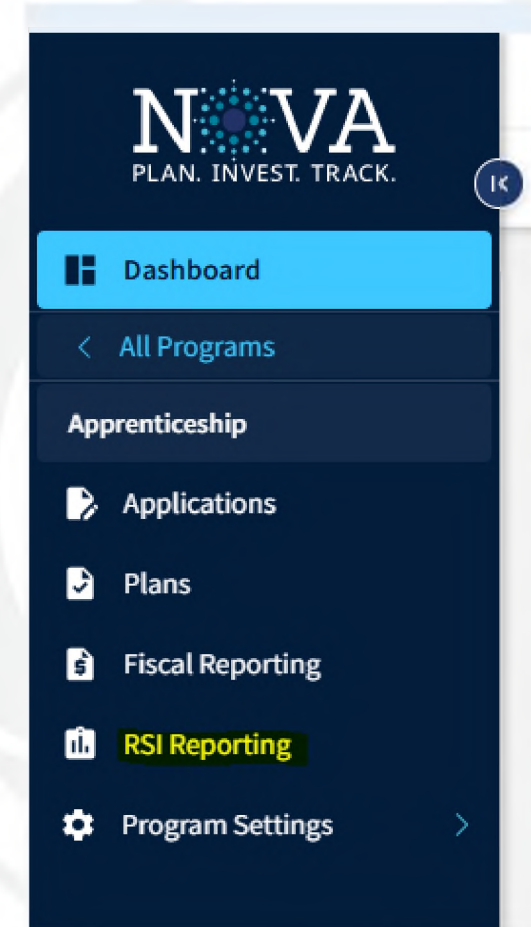 NOVA
PLAN. INVEST. TRACK.
Dashboard
All Programs
Apprenticeship
Applications
Plans
Fiscal Reporting
RSI Reporting
Program Settings